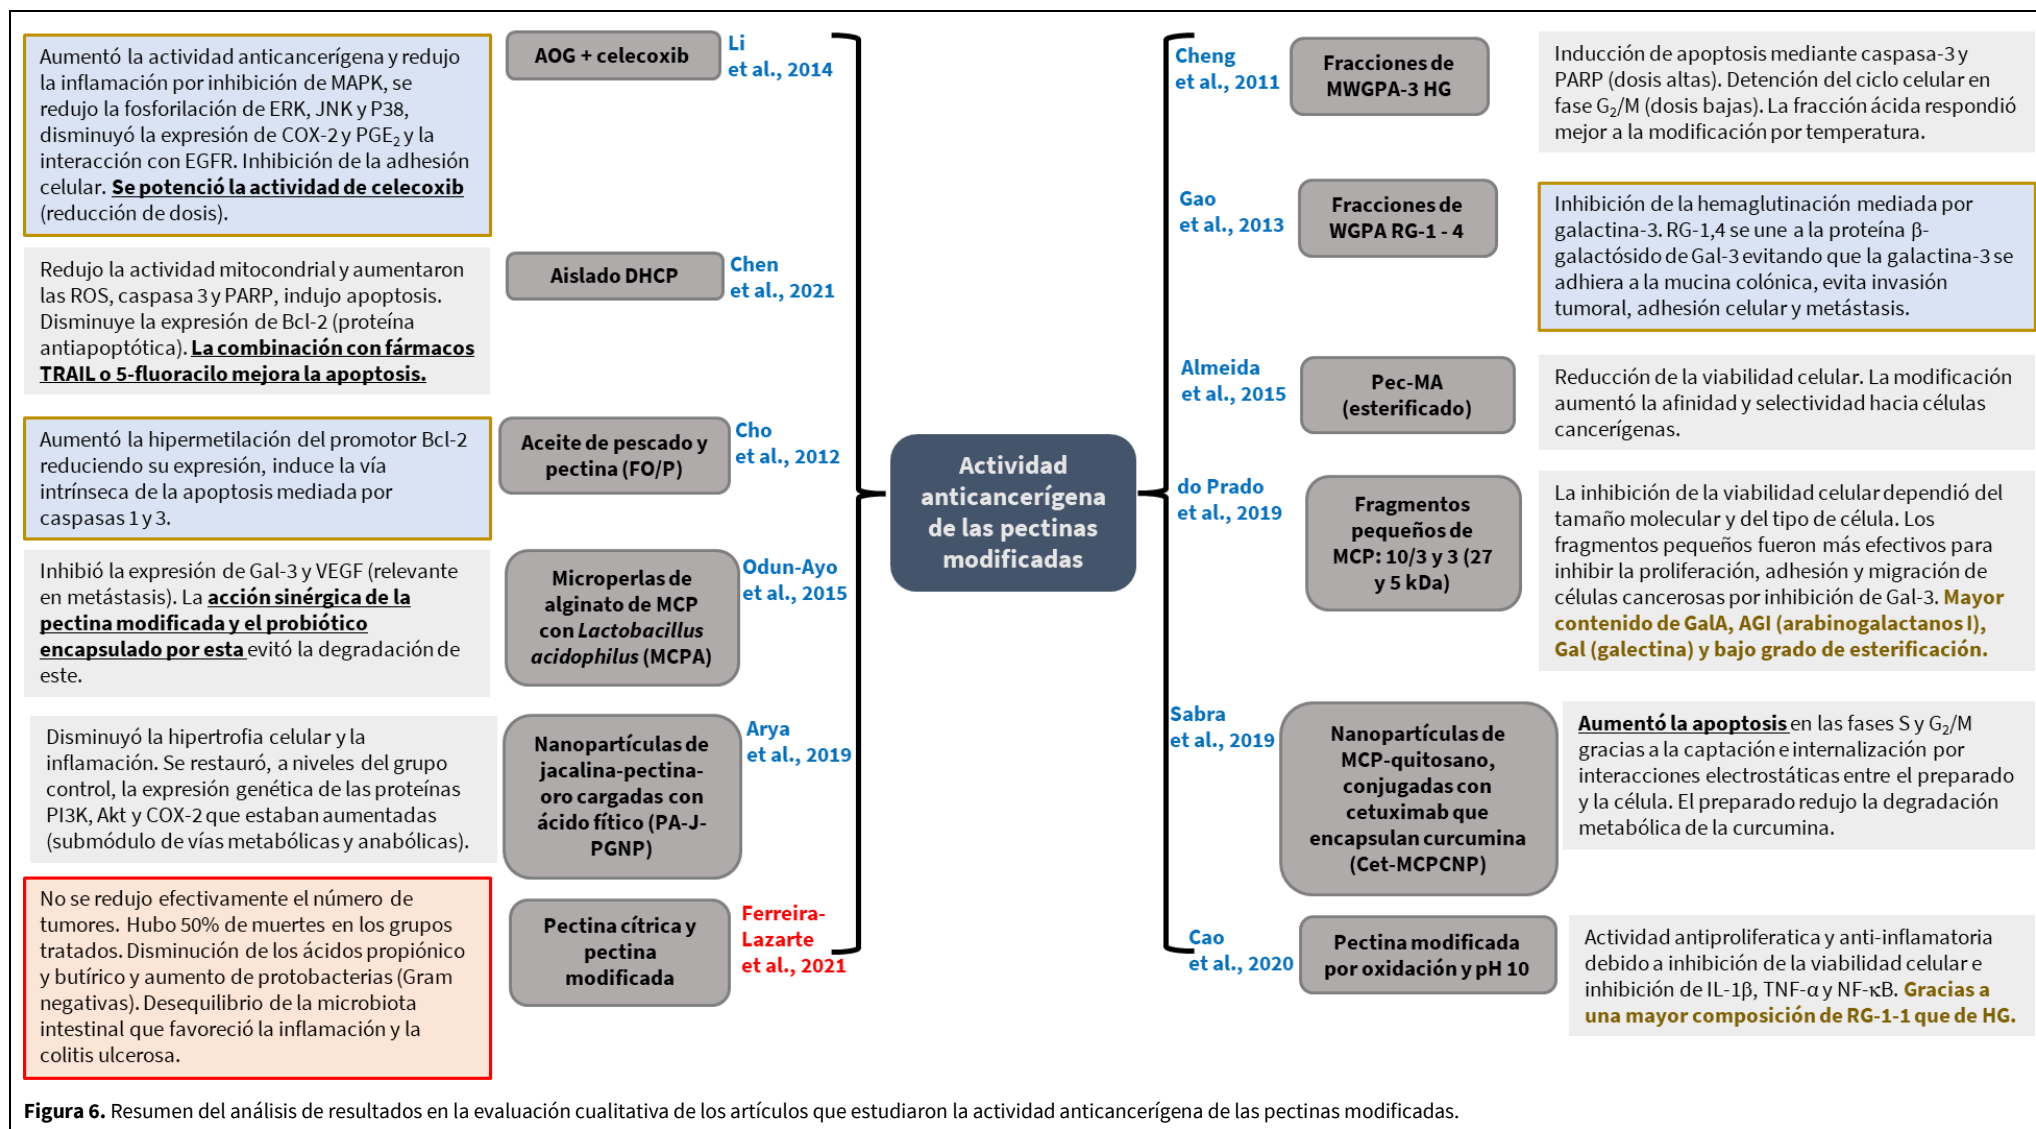 Aumentó la actividad anticancerígena y redujo
la inflamación por inhibición de MAPK, se
redujo la fosforilación de ERK, JNK y P38,
disminuyó la expresión de COX-2 y PGE₂ y la
interacción con EGFR. Inhibición de la adhesión
celular. Se potenció la actividad de celecoxib
(reducción de dosis).
AOG + celecoxib
Li
et al., 2014
Redujo la actividad mitocondrial y aumentaron
las ROS, caspasa 3 y PARP, indujo apoptosis.
Disminuye la expresión de Bcl-2 (proteína
antiapoptótica). La combinación con fármacos
TRAIL o 5-fluoracilo mejora la apoptosis.
Aislado DHCP
Chen
et al., 2021
Aumentó la hipermetilación del promotor Bcl-2
reduciendo su expresión, induce la vía
intrínseca de la apoptosis mediada por
caspasas 1 y 3.
Aceite de pescado y
pectina (FO/P)
Cho
et al., 2012
Inhibió la expresión de Gal-3 y VEGF (relevante
en metástasis). La acción sinérgica de la
pectina modificada y el probiótico
encapsulado por esta evitó la degradación de
este.
Microperlas de
alginato de MCP
con Lactobacillus
acidophilus (MCPA)
Odun-Ayo
et al., 2015
Disminuyó la hipertrofia celular y la
inflamación. Se restauró, a niveles del grupo
control, la expresión genética de las proteínas
PI3K, Akt y COX-2 que estaban aumentadas
(submódulo de vías metabólicas y anabólicas).
Nanopartículas de
jacalina-pectina-
oro cargadas con
ácido fítico (PA-J-
PGNP)
Arya
et al., 2019
No se redujo efectivamente el número de
tumores. Hubo 50% de muertes en los grupos
tratados. Disminución de los ácidos propiónico
y butírico y aumento de protobacterias (Gram
negativas). Desequilibrio de la microbiota
intestinal que favoreció la inflamación y la
colitis ulcerosa.
Pectina cítrica y
pectina
modificada
Ferreira-
Lazarte
et al., 2021
Actividad
anticancerígena
de las pectinas
modificadas
Cheng
et al., 2011
Fracciones de
MWGPA-3 HG
Inducción de apoptosis mediante caspasa-3 y
PARP (dosis altas). Detención del ciclo celular en
fase G₂/M (dosis bajas). La fracción ácida respondió
mejor a la modificación por temperatura.
Gao
et al., 2013
Fracciones de
WGPA RG-1 - 4
Inhibición de la hemaglutinación mediada por
galactina-3. RG-1,4 se une a la proteína β-
galactósido de Gal-3 evitando que la galactina-3 se
adhiera a la mucina colónica, evita invasión
tumoral, adhesión celular y metástasis.
Almeida
et al., 2015
Pec-MA
(esterificado)
Reducción de la viabilidad celular. La modificación
aumentó la afinidad y selectividad hacia células
cancerígenas.
do Prado
et al., 2019
Fragmentos
pequeños de
MCP: 10/3 y 3 (27
y 5 kDa)
La inhibición de la viabilidad celular dependió del
tamaño molecular y del tipo de célula. Los
fragmentos pequeños fueron más efectivos para
inhibir la proliferación, adhesión y migración de
células cancerosas por inhibición de Gal-3. Mayor
contenido de GalA, AGI (arabinogalactanos I),
Gal (galectina) y bajo grado de esterificación.
Sabra
et al., 2019
Nanopartículas de
MCP-quitosano,
conjugadas con
cetuximab que
encapsulan curcumina
(Cet-MCPCNP)
Aumentó la apoptosis en las fases S y G₂/M
gracias a la captación e internalización por
interacciones electrostáticas entre el preparado
y la célula. El preparado redujo la degradación
metabólica de la curcumina.
Cao
et al., 2020
Pectina modificada
por oxidación y pH 10
Actividad antiproliferatica y anti-inflamatoria
debido a inhibición de la viabilidad celular e
inhibición de IL-1β, TNF-α y NF-κB. Gracias a
una mayor composición de RG-1-1 que de HG.
Figura 6. Resumen del análisis de resultados en la evaluación cualitativa de los artículos que estudiaron la actividad anticancerígena de las pectinas modificadas.